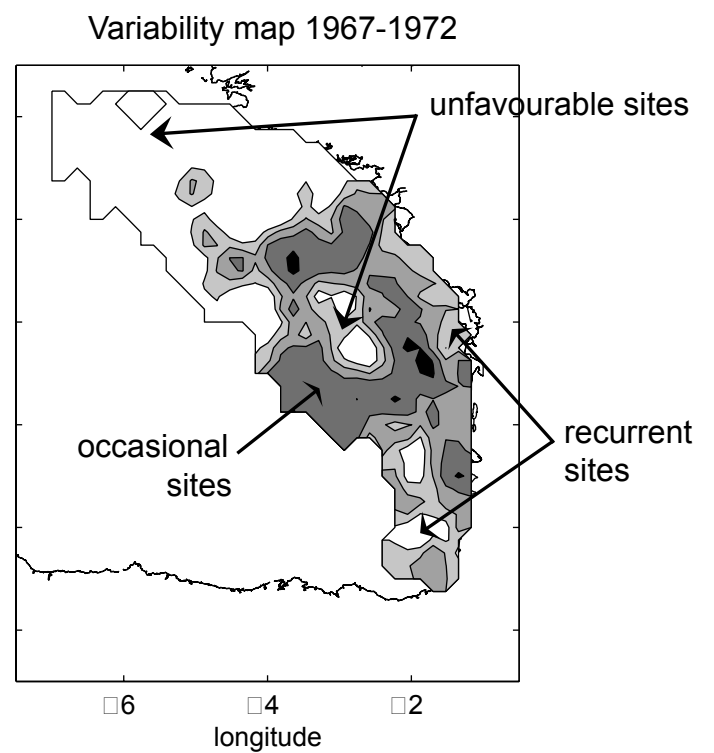 Variability map 1967-1972
unfavourable sites
occasional
sites
recurrent
sites
□6 □4 □2
longitude